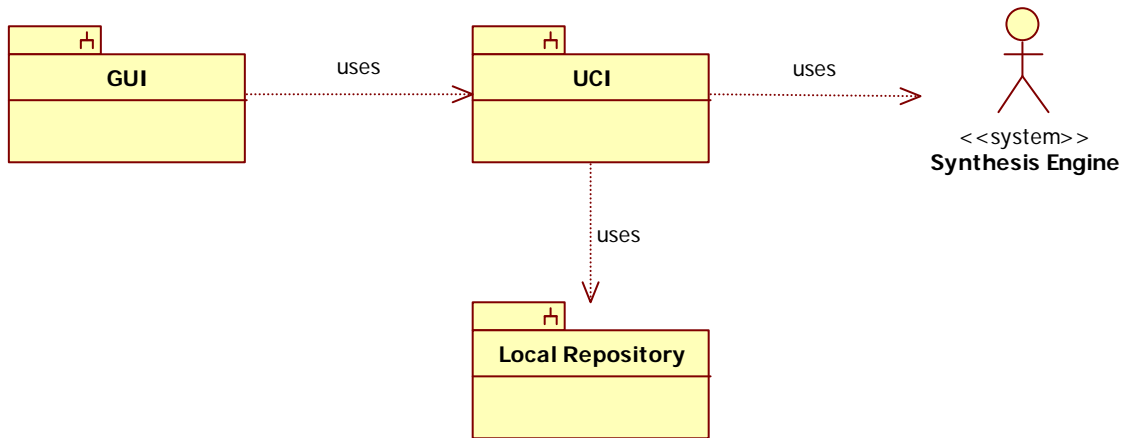 GUI
uses
UCI
uses
<<system>>
Synthesis Engine
uses
Local Repository